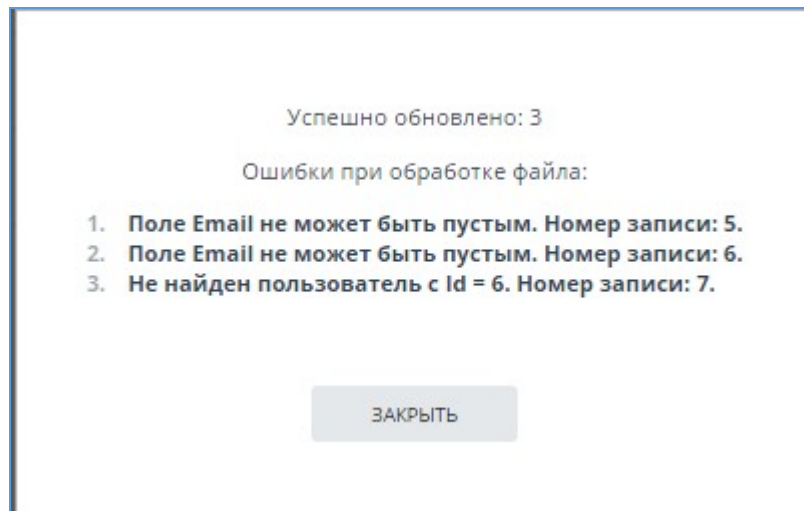 Успешно обновлено: 3
Ошибки при обработке файла:
1. Поле Email не может быть пустым. Номер записи: 5.
2. Поле Email не может быть пустым. Номер записи: 6.
3. Не найден пользователь с Id = 6. Номер записи: 7.
ЗАКРЫТЬ